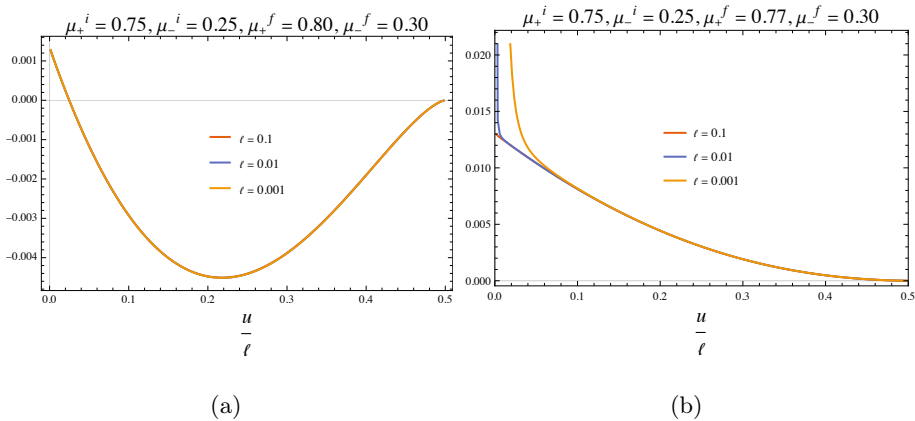 μ₊ⁱ = 0.75, μ₋ⁱ = 0.25, μ₊ᶠ = 0.80, μ₋ᶠ = 0.30
0.001
0.000
−0.001
−0.002
−0.003
−0.004
ℓ = 0.1
ℓ = 0.01
ℓ = 0.001
0.0 0.1 0.2 0.3 0.4 0.5
u
ℓ
(a)
μ₊ⁱ = 0.75, μ₋ⁱ = 0.25, μ₊ᶠ = 0.77, μ₋ᶠ = 0.30
0.020
0.015
0.010
0.005
0.000
ℓ = 0.1
ℓ = 0.01
ℓ = 0.001
0.0 0.1 0.2 0.3 0.4 0.5
u
ℓ
(b)